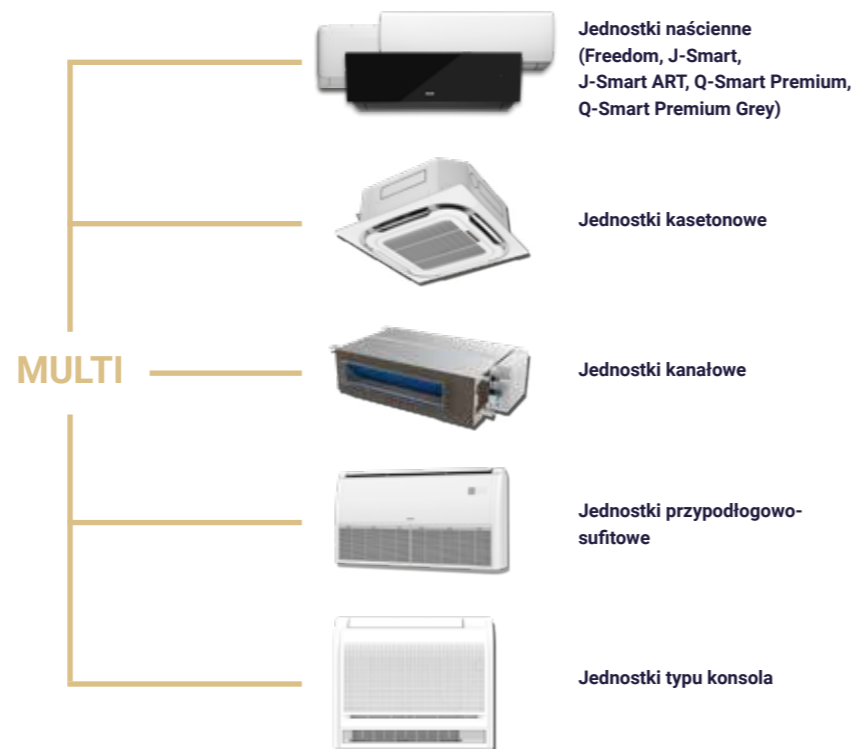 Jednostki naścienne
(Freedom, J-Smart,
J-Smart ART, Q-Smart Premium,
Q-Smart Premium Grey)
Jednostki kasetonowe
MULTI
Jednostki kanałowe
Jednostki przypodłogowo-
sufitowe
Jednostki typu konsola